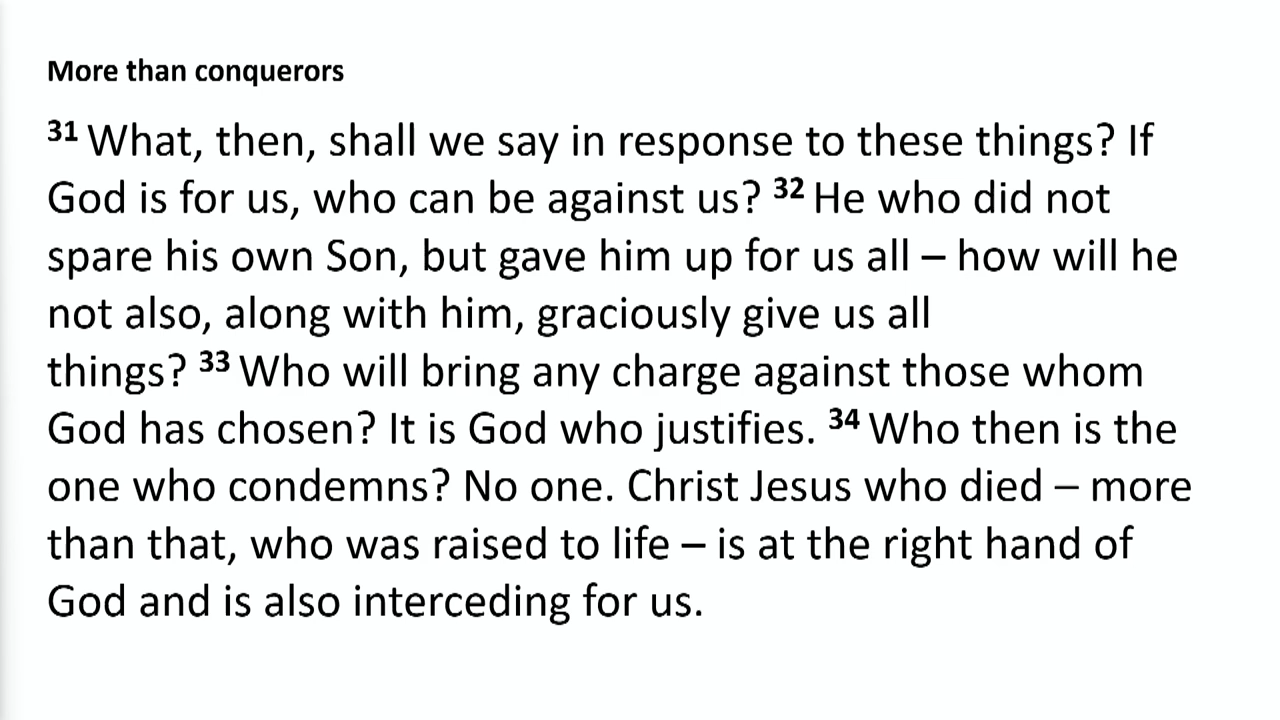 More than conquerors
31 What, then, shall we say in response to these things? If
God is for us, who can be against us? 32 He who did not
spare his own Son, but gave him up for us all – how will he
not also, along with him, graciously give us all
things? 33 Who will bring any charge against those whom
God has chosen? It is God who justifies. 34 Who then is the
one who condemns? No one. Christ Jesus who died – more
than that, who was raised to life – is at the right hand of
God and is also interceding for us.